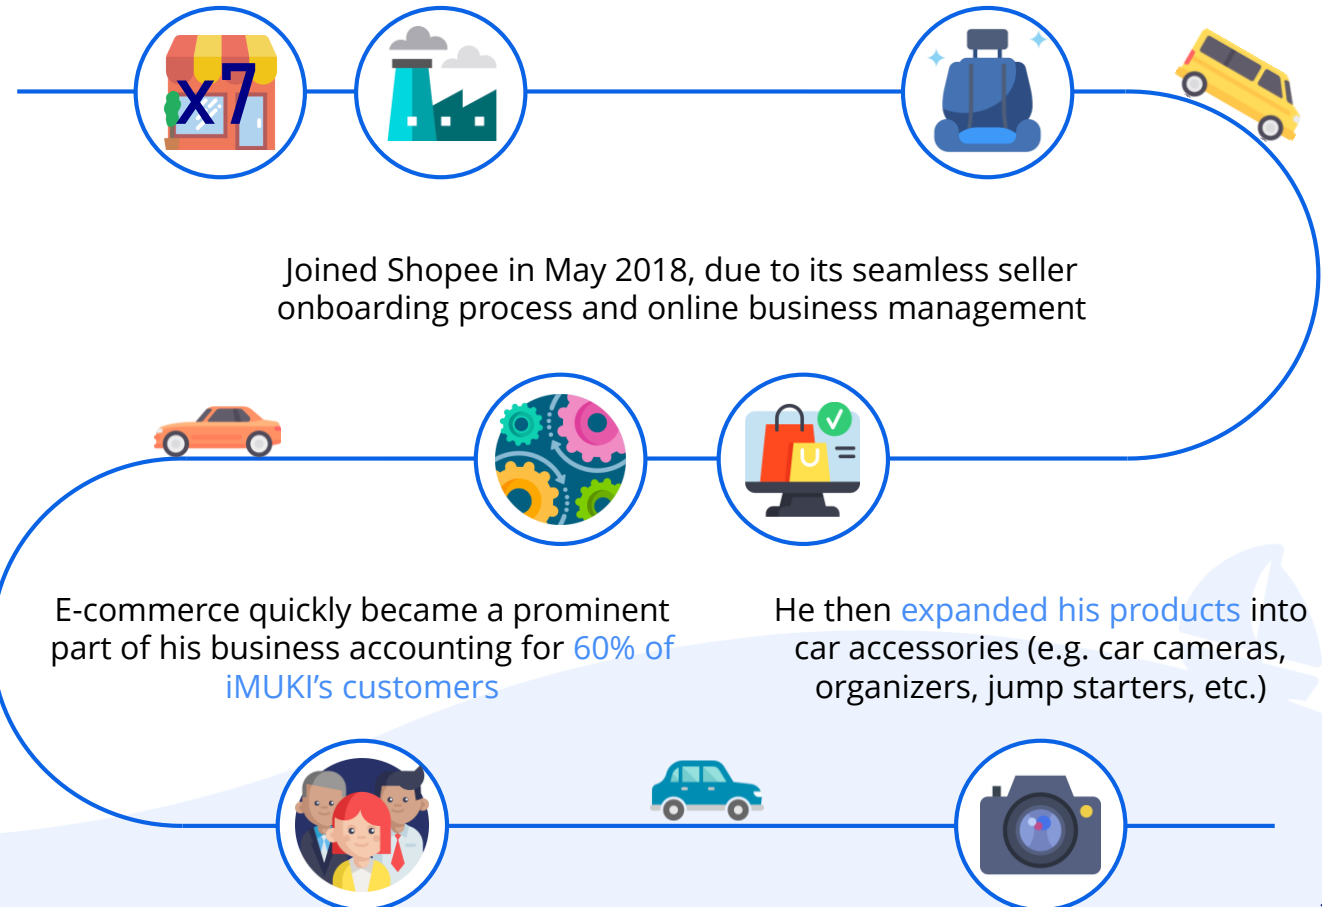 x7
Joined Shopee in May 2018, due to its seamless seller
onboarding process and online business management
E-commerce quickly became a prominent
part of his business accounting for 60% of
iMUKI’s customers
He then expanded his products into
car accessories (e.g. car cameras,
organizers, jump starters, etc.)